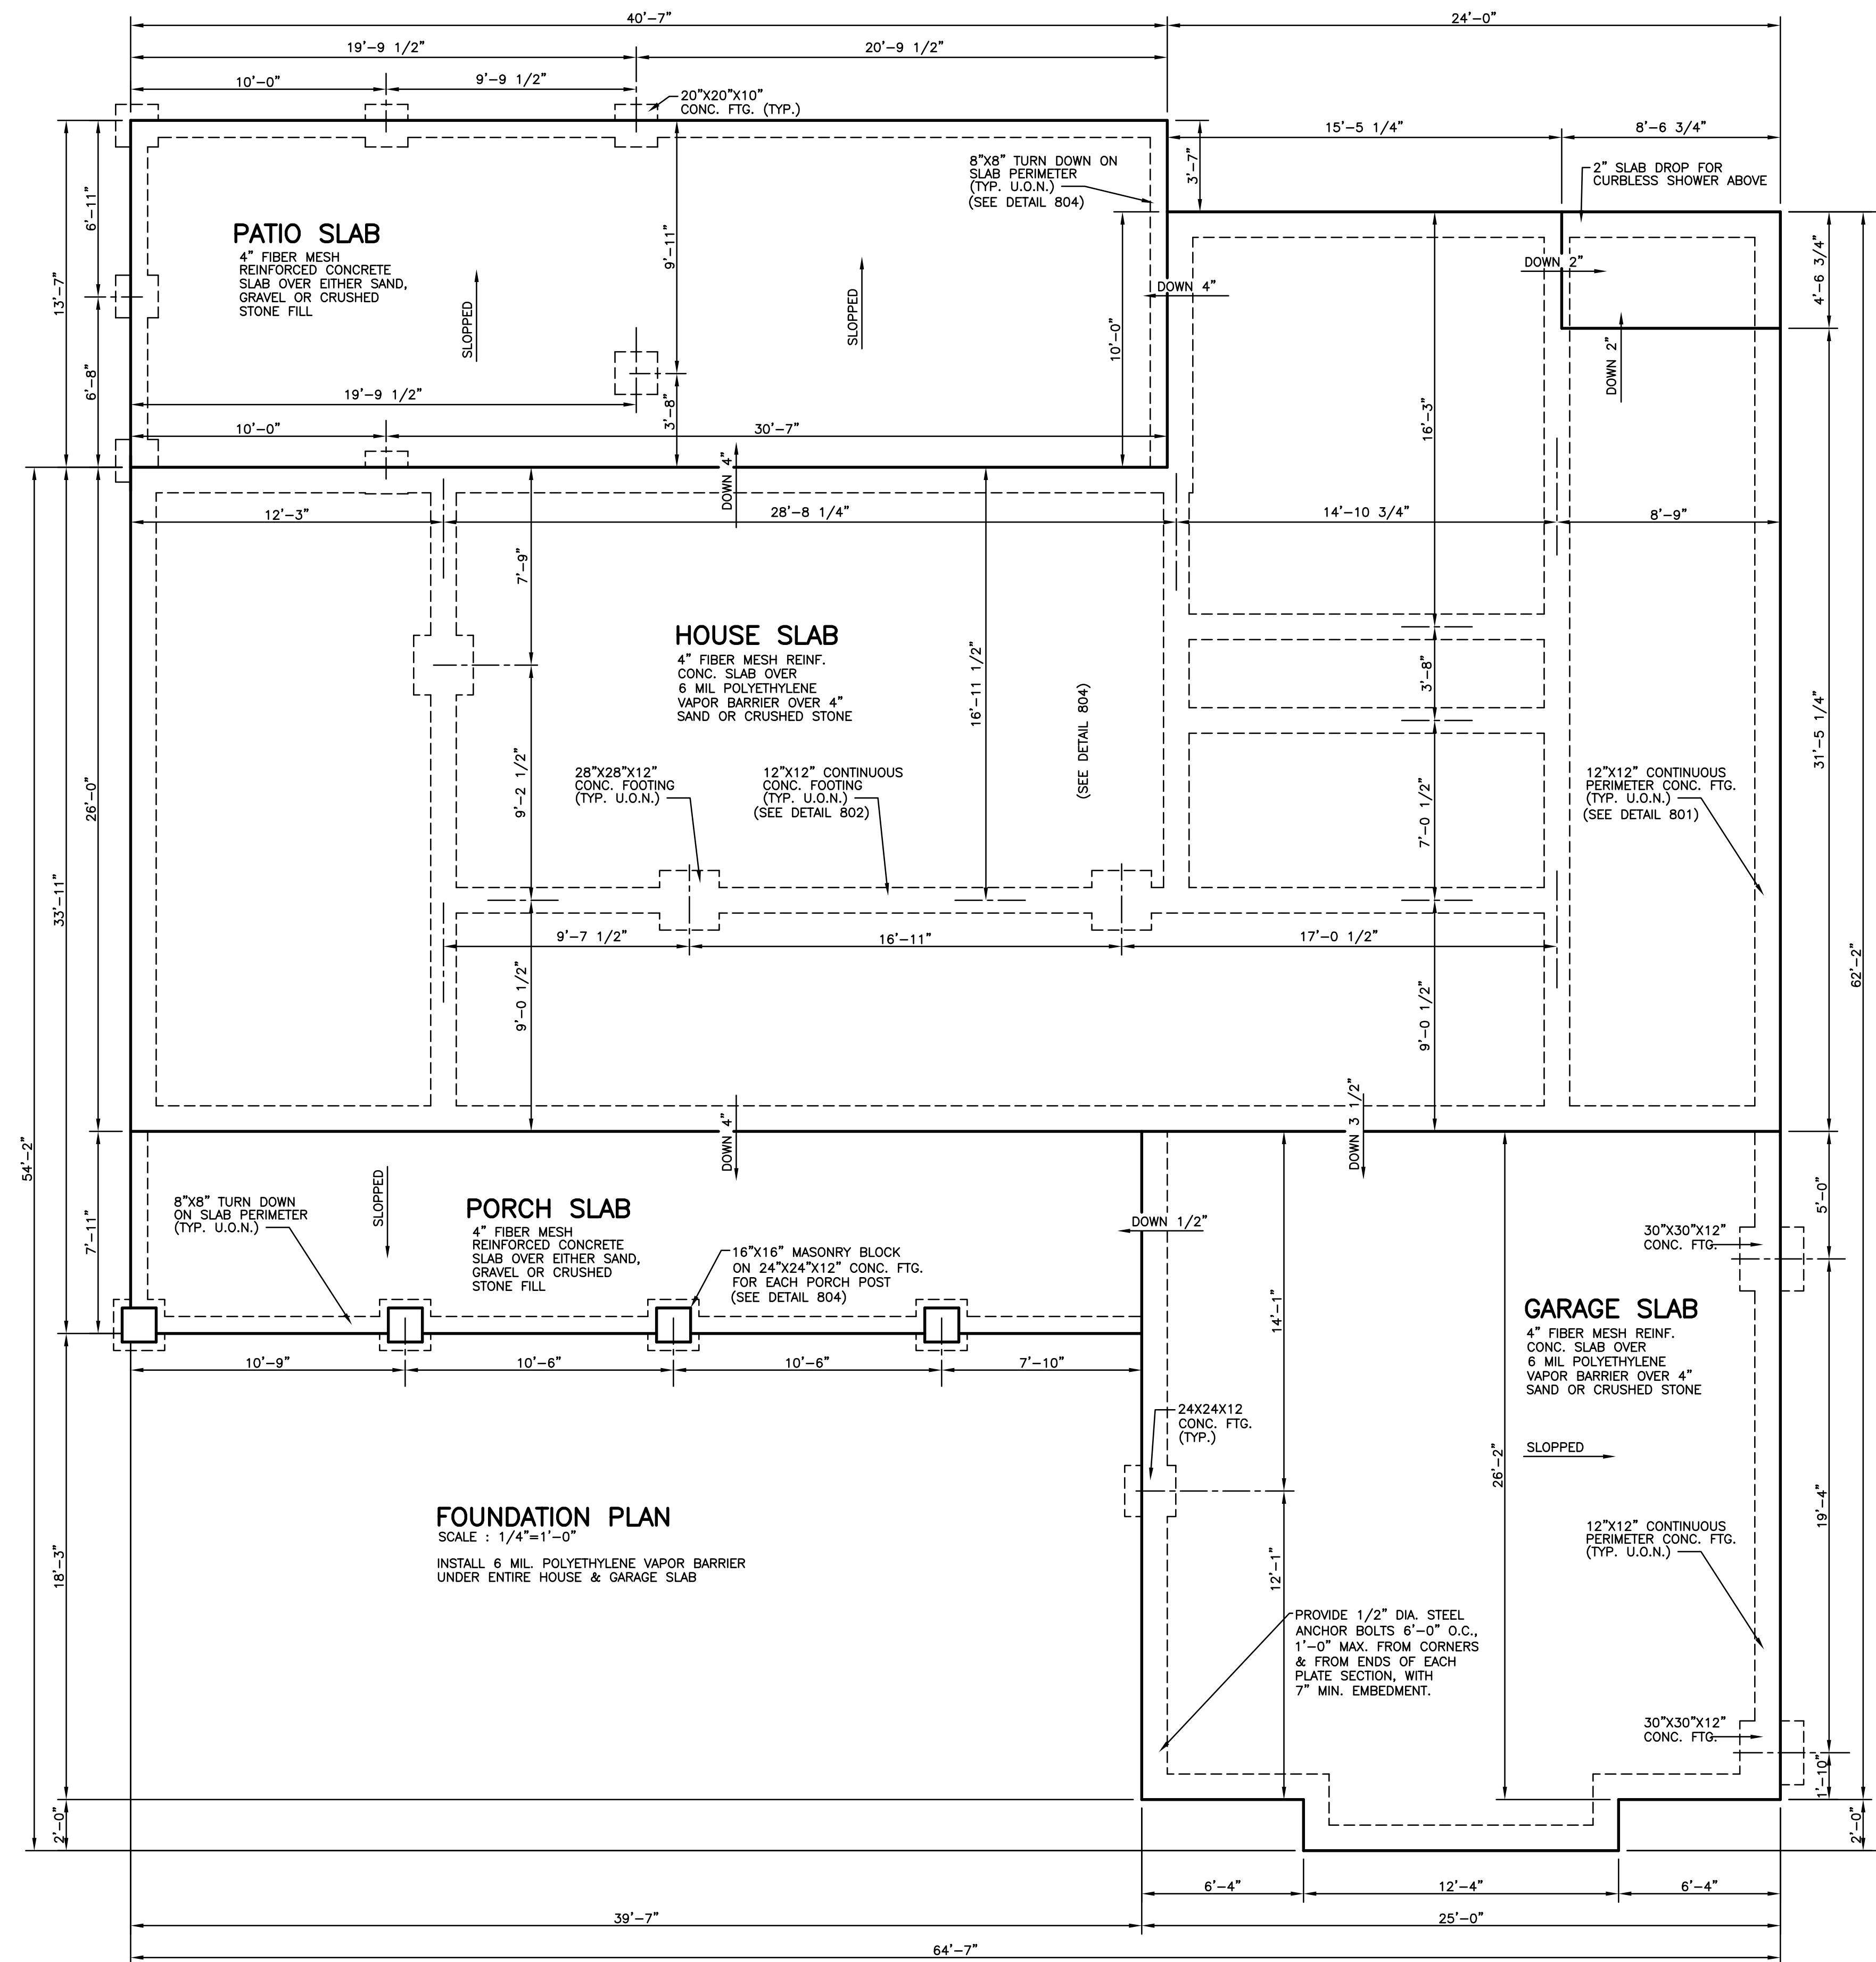 40'-7"
24'-0"
19'-9 1/2"
20'-9 1/2"
10'-0"
9'-9 1/2"
20"X20"X10"
CONC. FTG. (TYP.)
15'-5 1/4"
8'-6 3/4"
3'-7"
8"X8" TURN DOWN ON
SLAB PERIMETER
(TYP. U.O.N.)
(SEE DETAIL 804)
2" SLAB DROP FOR
CURBLESS SHOWER ABOVE
13'-7"
6'-11"
6'-8"
PATIO SLAB
4" FIBER MESH
REINFORCED CONCRETE
SLAB OVER EITHER SAND,
GRAVEL OR CRUSHED
STONE FILL
SLOPPED
9'-11"
SLOPPED
DOWN 4"
DOWN 2"
4'-6 3/4"
10'-0"
DOWN 2"
19'-9 1/2"
3'-8"
10'-0"
30'-7"
16'-3"
DOWN 4"
12'-3"
28'-8 1/4"
14'-10 3/4"
8'-9"
7'-9"
HOUSE SLAB
4" FIBER MESH REINF.
CONC. SLAB OVER
6 MIL POLYETHYLENE
VAPOR BARRIER OVER 4"
SAND OR CRUSHED STONE
16'-11 1/2"
(SEE DETAIL 804)
3'-8"
31'-5 1/4"
9'-2 1/2"
28"X28"X12"
CONC. FOOTING
(TYP. U.O.N.)
12"X12" CONTINUOUS
CONC. FOOTING
(TYP. U.O.N.)
(SEE DETAIL 802)
7'-0 1/2"
12"X12" CONTINUOUS
PERIMETER CONC. FTG.
(TYP. U.O.N.)
(SEE DETAIL 801)
26'-0"
33'-11"
54'-2"
62'-2"
9'-7 1/2"
16'-11"
17'-0 1/2"
9'-0 1/2"
9'-0 1/2"
DOWN 4"
DOWN 3 1/2"
7'-11"
8"X8" TURN DOWN
ON SLAB PERIMETER
(TYP. U.O.N.)
SLOPPED
PORCH SLAB
4" FIBER MESH
REINFORCED CONCRETE
SLAB OVER EITHER SAND,
GRAVEL OR CRUSHED
STONE FILL
16"X16" MASONRY BLOCK
ON 24"X24"X12" CONC. FTG.
FOR EACH PORCH POST
(SEE DETAIL 804)
DOWN 1/2"
5'-0"
30"X30"X12"
CONC. FTG.
14'-1"
GARAGE SLAB
4" FIBER MESH REINF.
CONC. SLAB OVER
6 MIL POLYETHYLENE
VAPOR BARRIER OVER 4"
SAND OR CRUSHED STONE
10'-9"
10'-6"
10'-6"
7'-10"
24X24X12
CONC. FTG.
(TYP.)
SLOPPED
26'-2"
19'-4"
FOUNDATION PLAN
SCALE : 1/4"=1'-0"
INSTALL 6 MIL. POLYETHYLENE VAPOR BARRIER
UNDER ENTIRE HOUSE & GARAGE SLAB
18'-3"
12'-1"
12"X12" CONTINUOUS
PERIMETER CONC. FTG.
(TYP. U.O.N.)
PROVIDE 1/2" DIA. STEEL
ANCHOR BOLTS 6'-0" O.C.,
1'-0" MAX. FROM CORNERS
& FROM ENDS OF EACH
PLATE SECTION, WITH
7" MIN. EMBEDMENT.
30"X30"X12"
CONC. FTG.
1'-10"
2'-0"
2'-0"
6'-4"
12'-4"
6'-4"
39'-7"
25'-0"
64'-7"